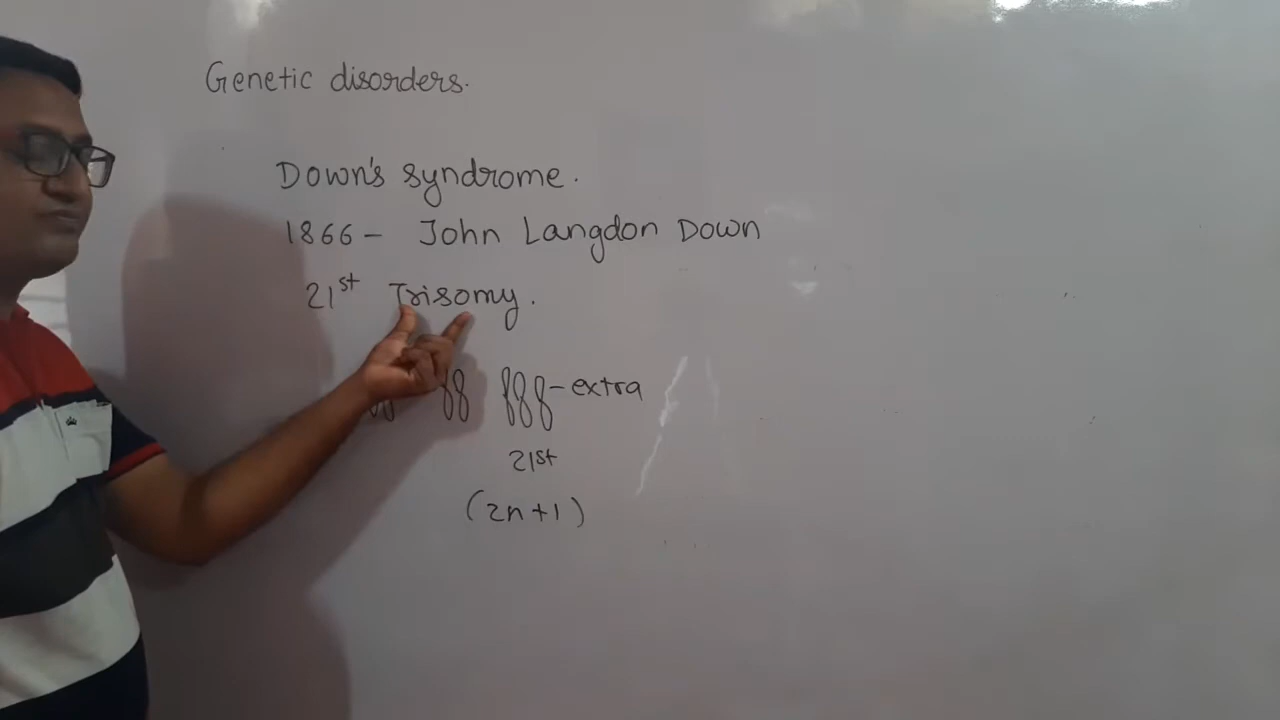 Genetic disorders.
Down's syndrome.
1866 - John Langdon Down
21st Trisomy.
- extra
21st
(2n+1)